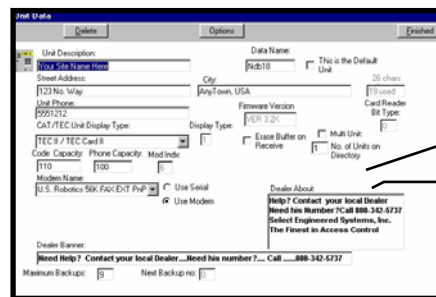 Unit Data
Delete Options Finished
Unit Description: Data Name:
Your Site Name Here Ndb18 This is the Default Unit
Street Address: City: 26 chars
123 No. Way AnyTown, USA 19 used
Unit Phone: Firmware Version Card Reader Bit Type:
5551212 VER 3.2K 0
CAT/TEC Unit Display Type: Display Type: Erase Buffer on Receive Multi Unit
TEC II / TEC Card II 1 1 No. of Units on Directory
Code Capacity: Phone Capacity: Mod Indx:
110 100 6
Modem Name:
U.S. Robotics 56K FAX EXT PnP Use Serial
Use Modem
Dealer About:
Help? Contact your local Dealer
Need his Number ?Call 800-342-5737
Select Engineered Systems, Inc.
The Finest in Access Control
Dealer Banner:
Need Help? Contact your local Dealer....Need his number?.... Call .....800-342-5737
Maximum Backups: 9 Next Backup no: 0